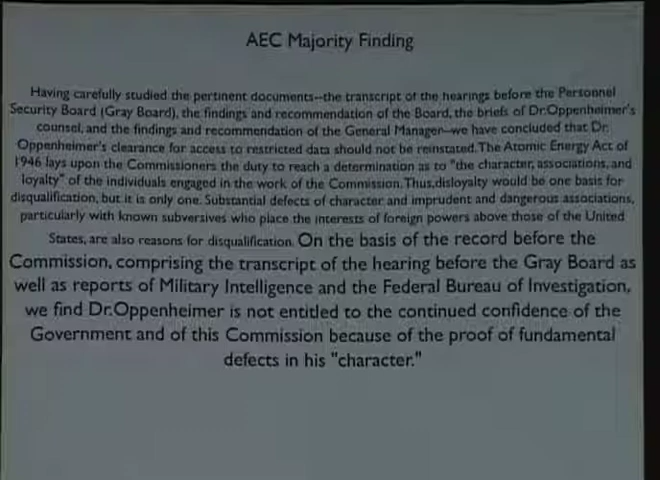 AEC Majority Finding
Having carefully studied the pertinent documents--the transcript of the hearings before the Personnel
Security Board (Gray Board), the findings and recommendation of the Board, the briefs of Dr.Oppenheimer's
counsel, and the findings and recommendation of the General Manager--we have concluded that Dr.
Oppenheimer's clearance for access to restricted data should not be reinstated. The Atomic Energy Act of
1946 lays upon the Commissioners the duty to reach a determination as to "the character, associations, and
loyalty" of the individuals engaged in the work of the Commission. Thus, disloyalty would be one basis for
disqualification, but it is only one. Substantial defects of character and imprudent and dangerous associations,
particularly with known subversives who place the interests of foreign powers above those of the United
States, are also reasons for disqualification. On the basis of the record before the
Commission, comprising the transcript of the hearing before the Gray Board as
well as reports of Military Intelligence and the Federal Bureau of Investigation,
we find Dr.Oppenheimer is not entitled to the continued confidence of the
Government and of this Commission because of the proof of fundamental
defects in his "character."